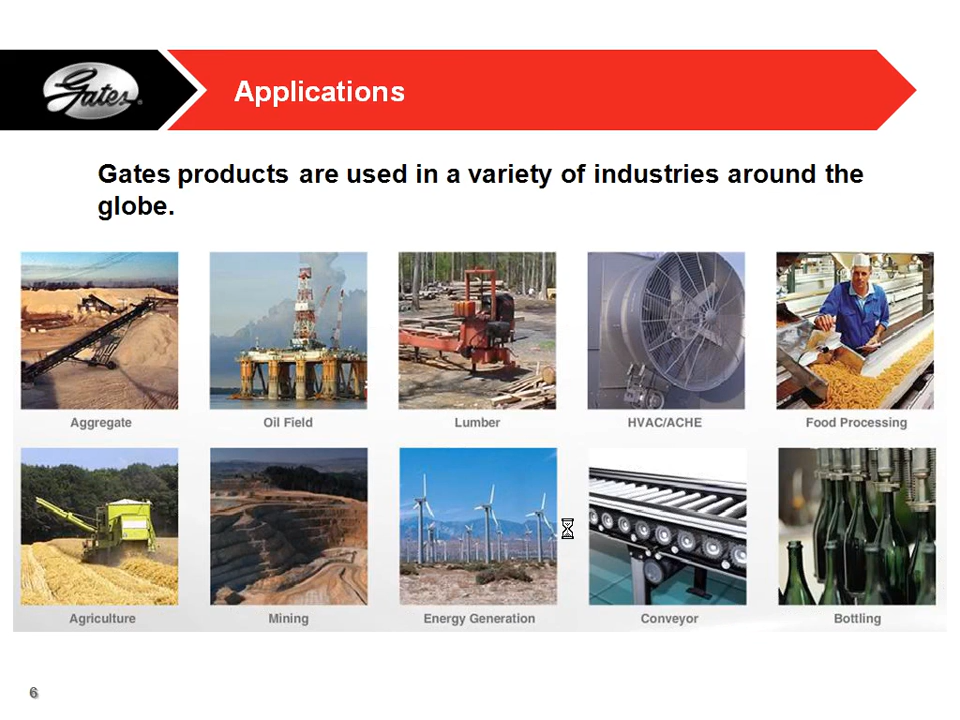 Gates
Applications
Gates products are used in a variety of industries around the
globe.
Aggregate
Oil Field
Lumber
HVAC/ACHE
Food Processing
Agriculture
Mining
Energy Generation
Conveyor
Bottling
6